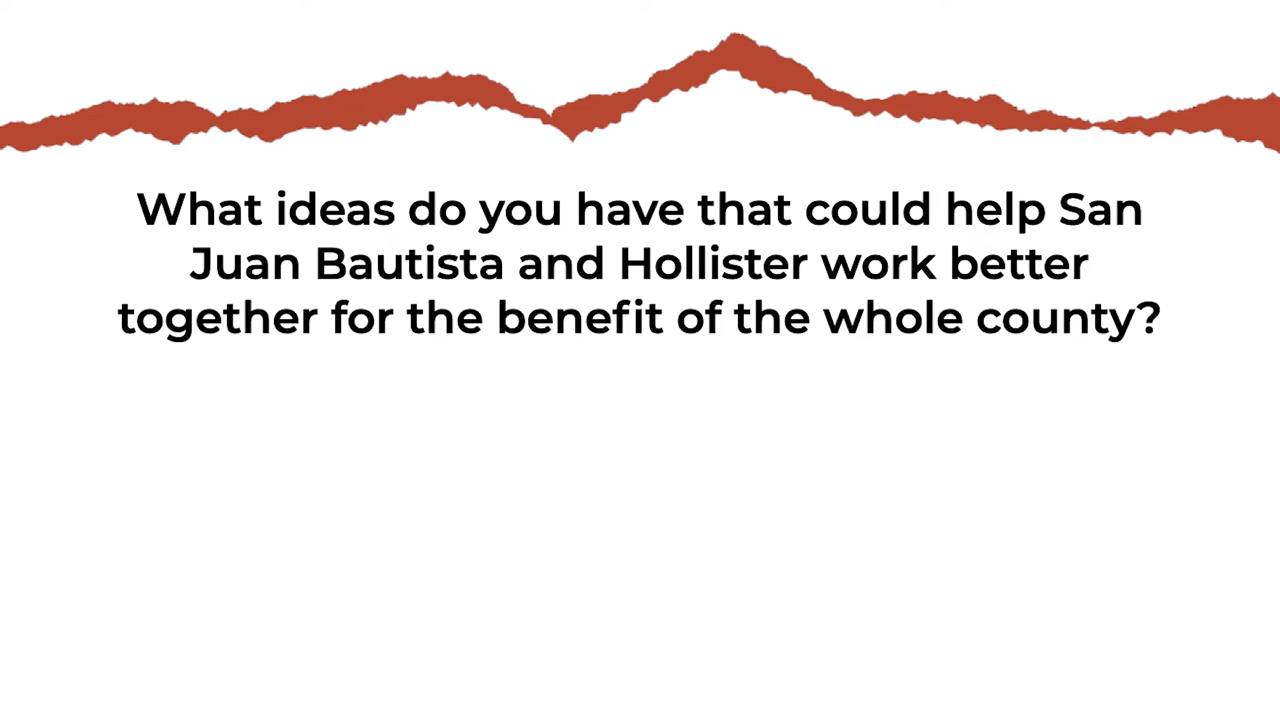 What ideas do you have that could help San
Juan Bautista and Hollister work better
together for the benefit of the whole county?